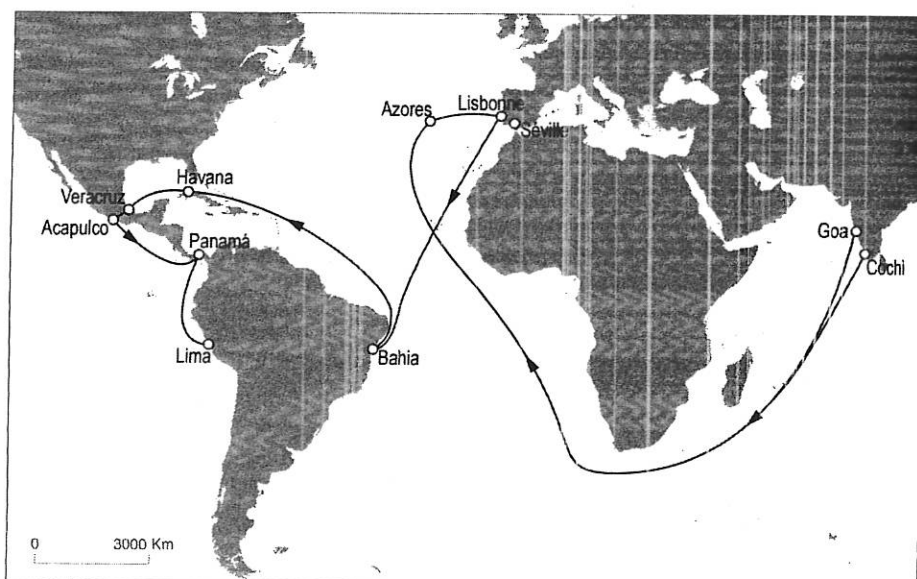 Azores
Lisbonne
Séville
Havana
Veracruz
Acapulco
Panamá
Goa
Cochi
Lima
Bahia
0 3000 Km